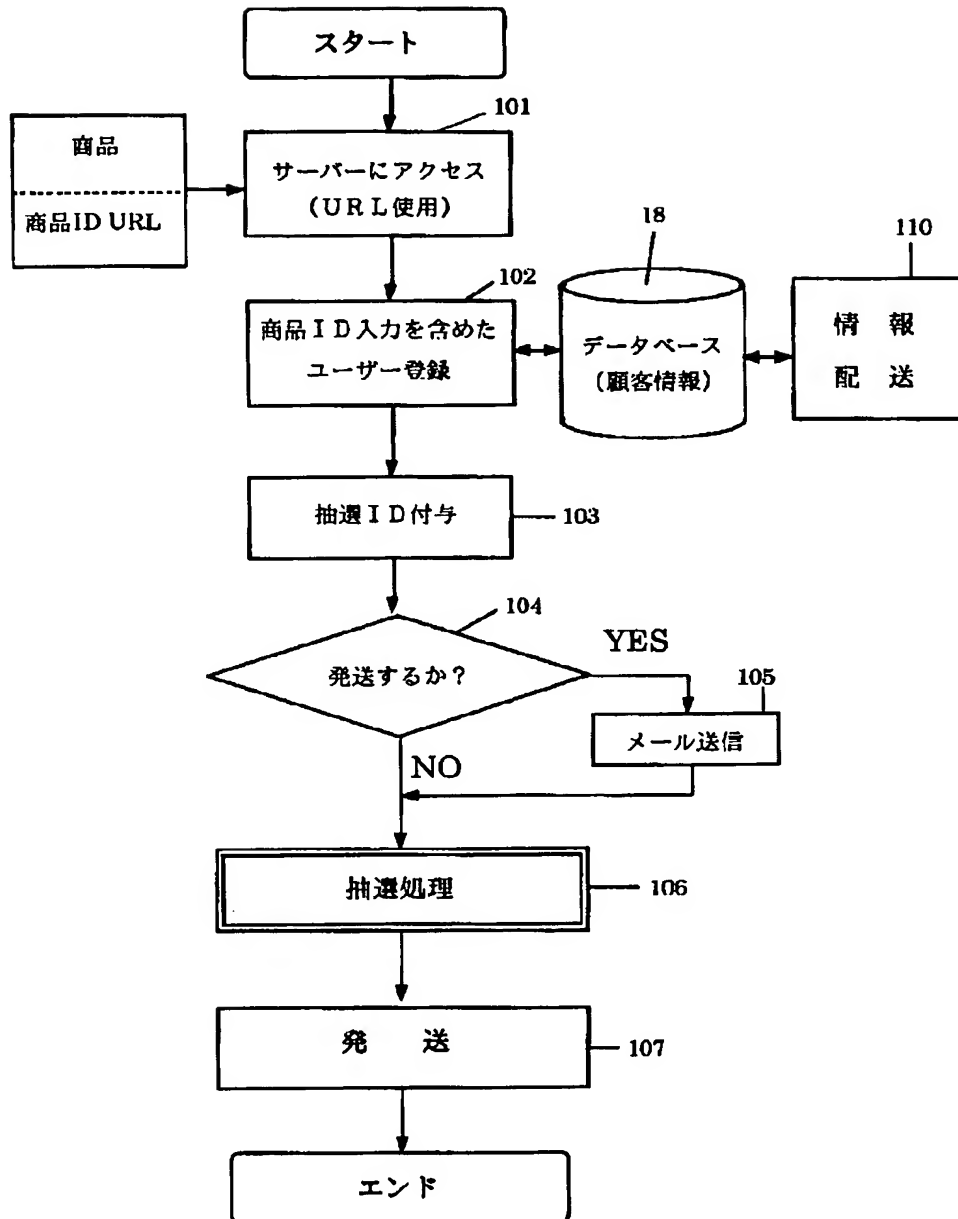 スタート
101
商品
商品ID URL
サーバーにアクセス
(URL使用)
102
商品ID入力を含めた
ユーザー登録
18
データベース
(顧客情報)
110
情 報
配 送
抽選ID付与
103
104
発送するか?
YES
105
メール送信
NO
抽選処理
106
発 送
107
エンド